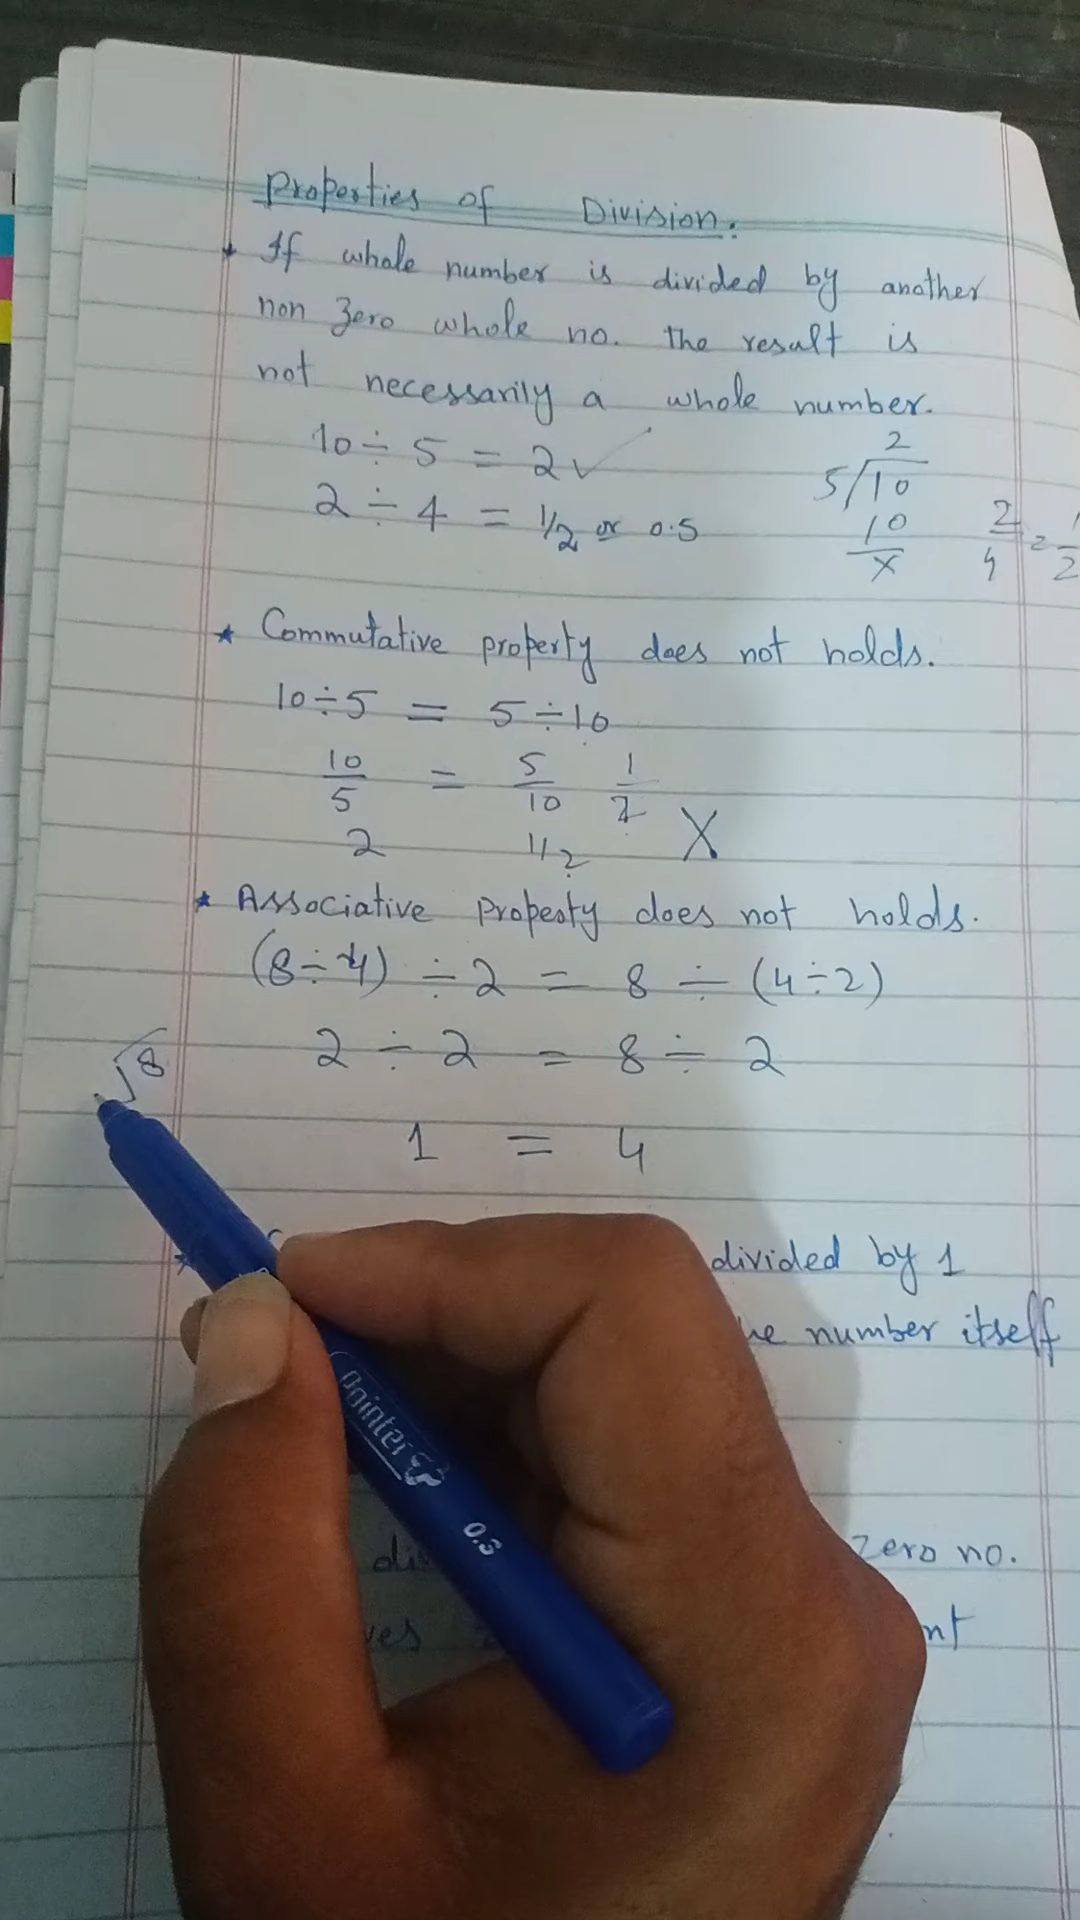 Properties of Division.
* If whole number is divided by another
non zero whole no. the result is
not necessarily a whole number.
10 ÷ 5 = 2 ✓
2 ÷ 4 = 1/2 or 0.5
2
5/10
10
x
2/4 = 1/2
* Commutative property does not holds.
10÷5 = 5÷10
10/5 = 5/10 1/2
2 1/2 X
* Associative Property does not holds.
(8÷4) ÷2 = 8 ÷ (4÷2)
2 ÷ 2 = 8 ÷ 2
√8
1 = 4
divided by 1
he number itself
zero no.
Pointer
0.3